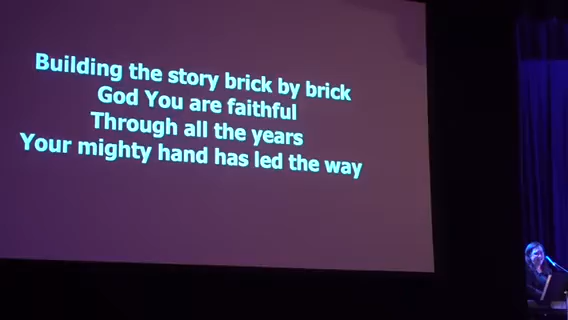 Building the story brick by brick
God You are faithful
Through all the years
Your mighty hand has led the way